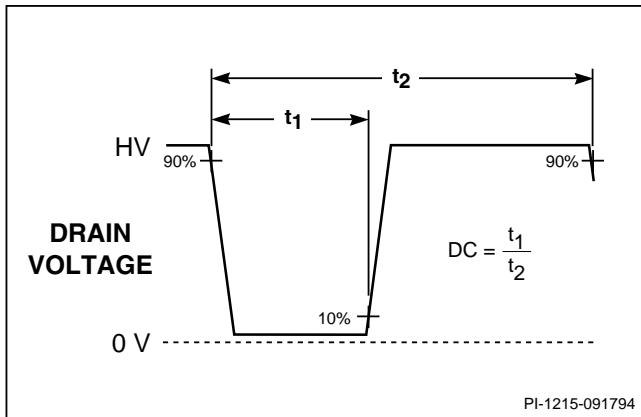 t2
t1
HV
90%
90%
DRAIN
VOLTAGE
DC = t1
t2
10%
0 V
PI-1215-091794